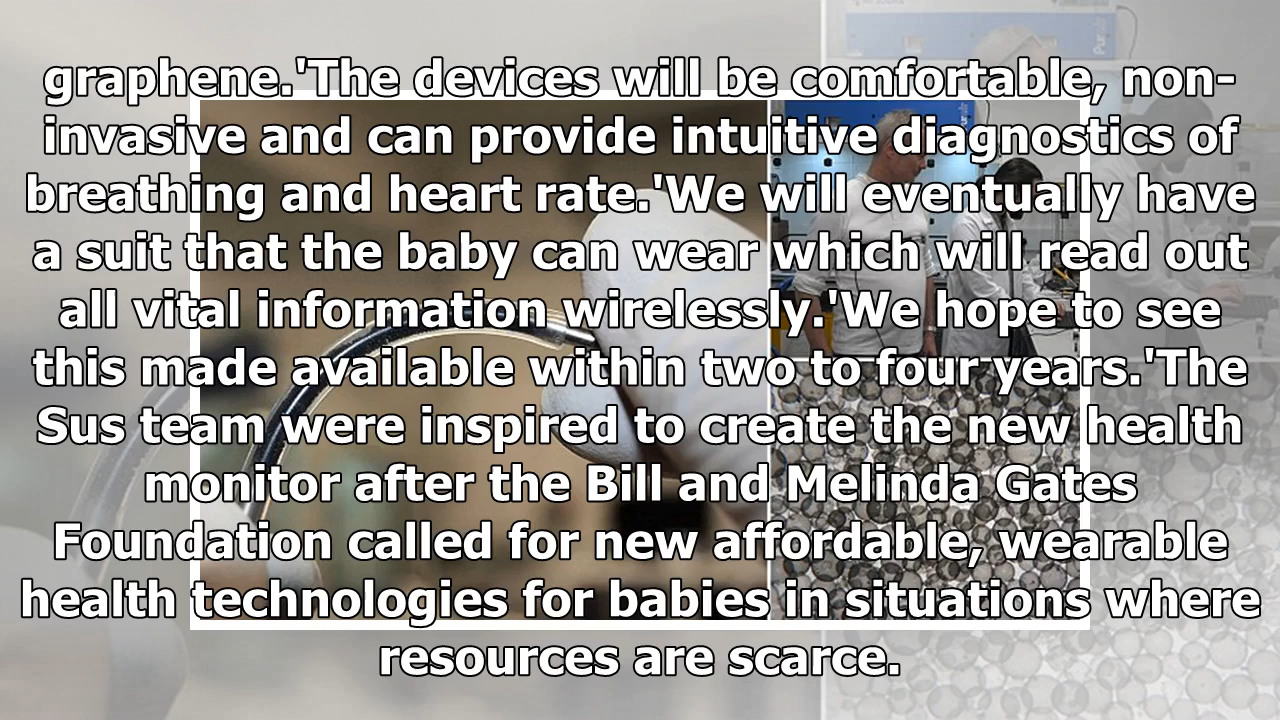 graphene.'The devices will be comfortable, non-
invasive and can provide intuitive diagnostics of
breathing and heart rate.'We will eventually have
a suit that the baby can wear which will read out
all vital information wirelessly.'We hope to see
this made available within two to four years.'The
Sus team were inspired to create the new health
monitor after the Bill and Melinda Gates
Foundation called for new affordable, wearable
health technologies for babies in situations where
resources are scarce.